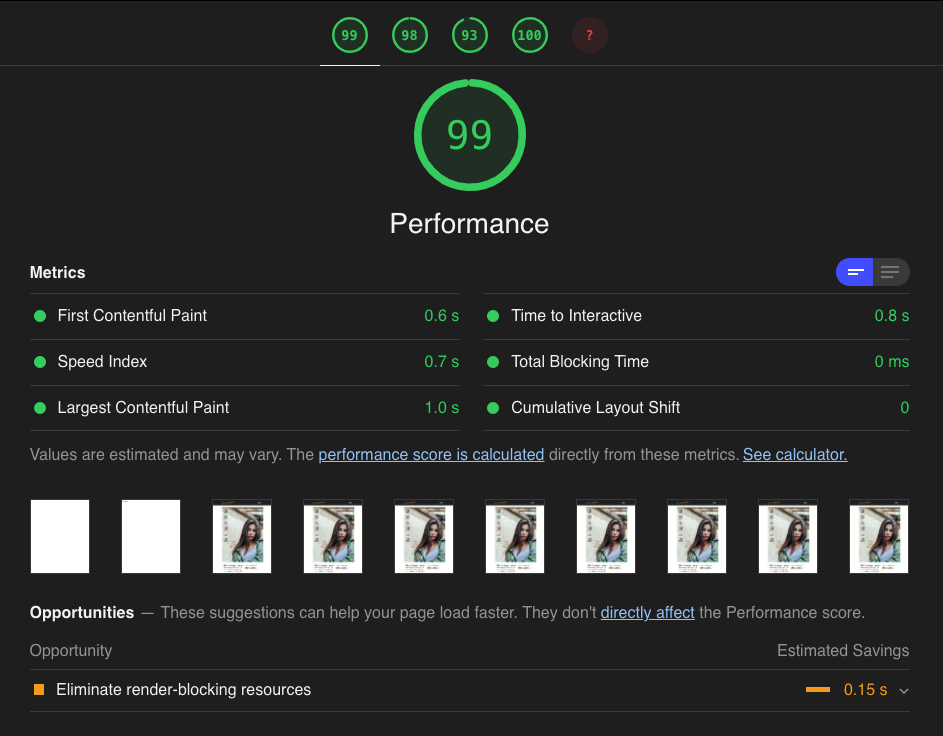 99 98 93 100 ?
99
Performance
Metrics
First Contentful Paint 0.6 s
Time to Interactive 0.8 s
Speed Index 0.7 s
Total Blocking Time 0 ms
Largest Contentful Paint 1.0 s
Cumulative Layout Shift 0
Values are estimated and may vary. The performance score is calculated directly from these metrics. See calculator.
Opportunities — These suggestions can help your page load faster. They don't directly affect the Performance score.
Opportunity Estimated Savings
Eliminate render-blocking resources 0.15 s